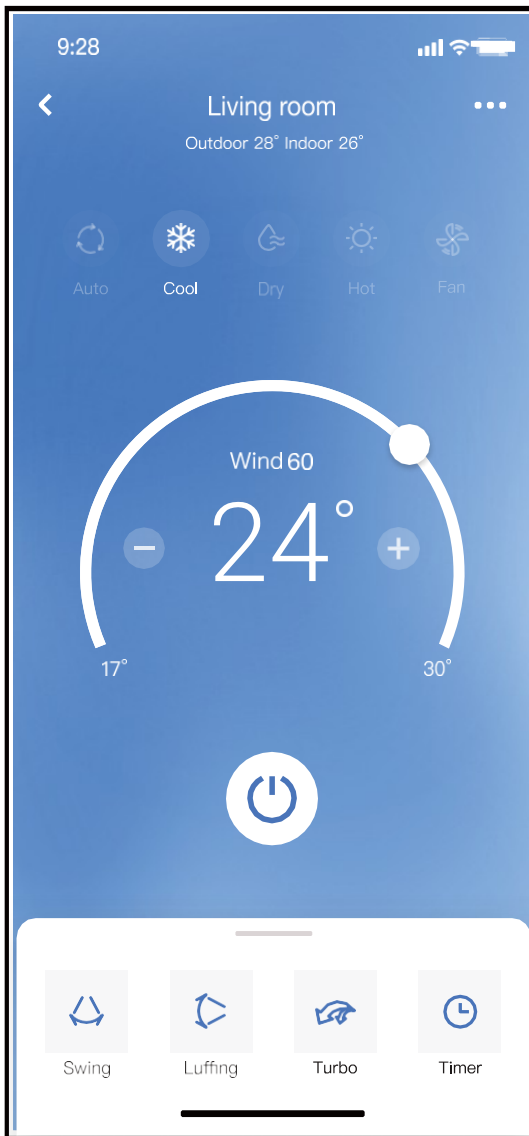 9:28
Living room
Outdoor 28° Indoor 26°
Auto Cool Dry Hot Fan
Wind 60
24°
17° 30°
Swing Luffing Turbo Timer